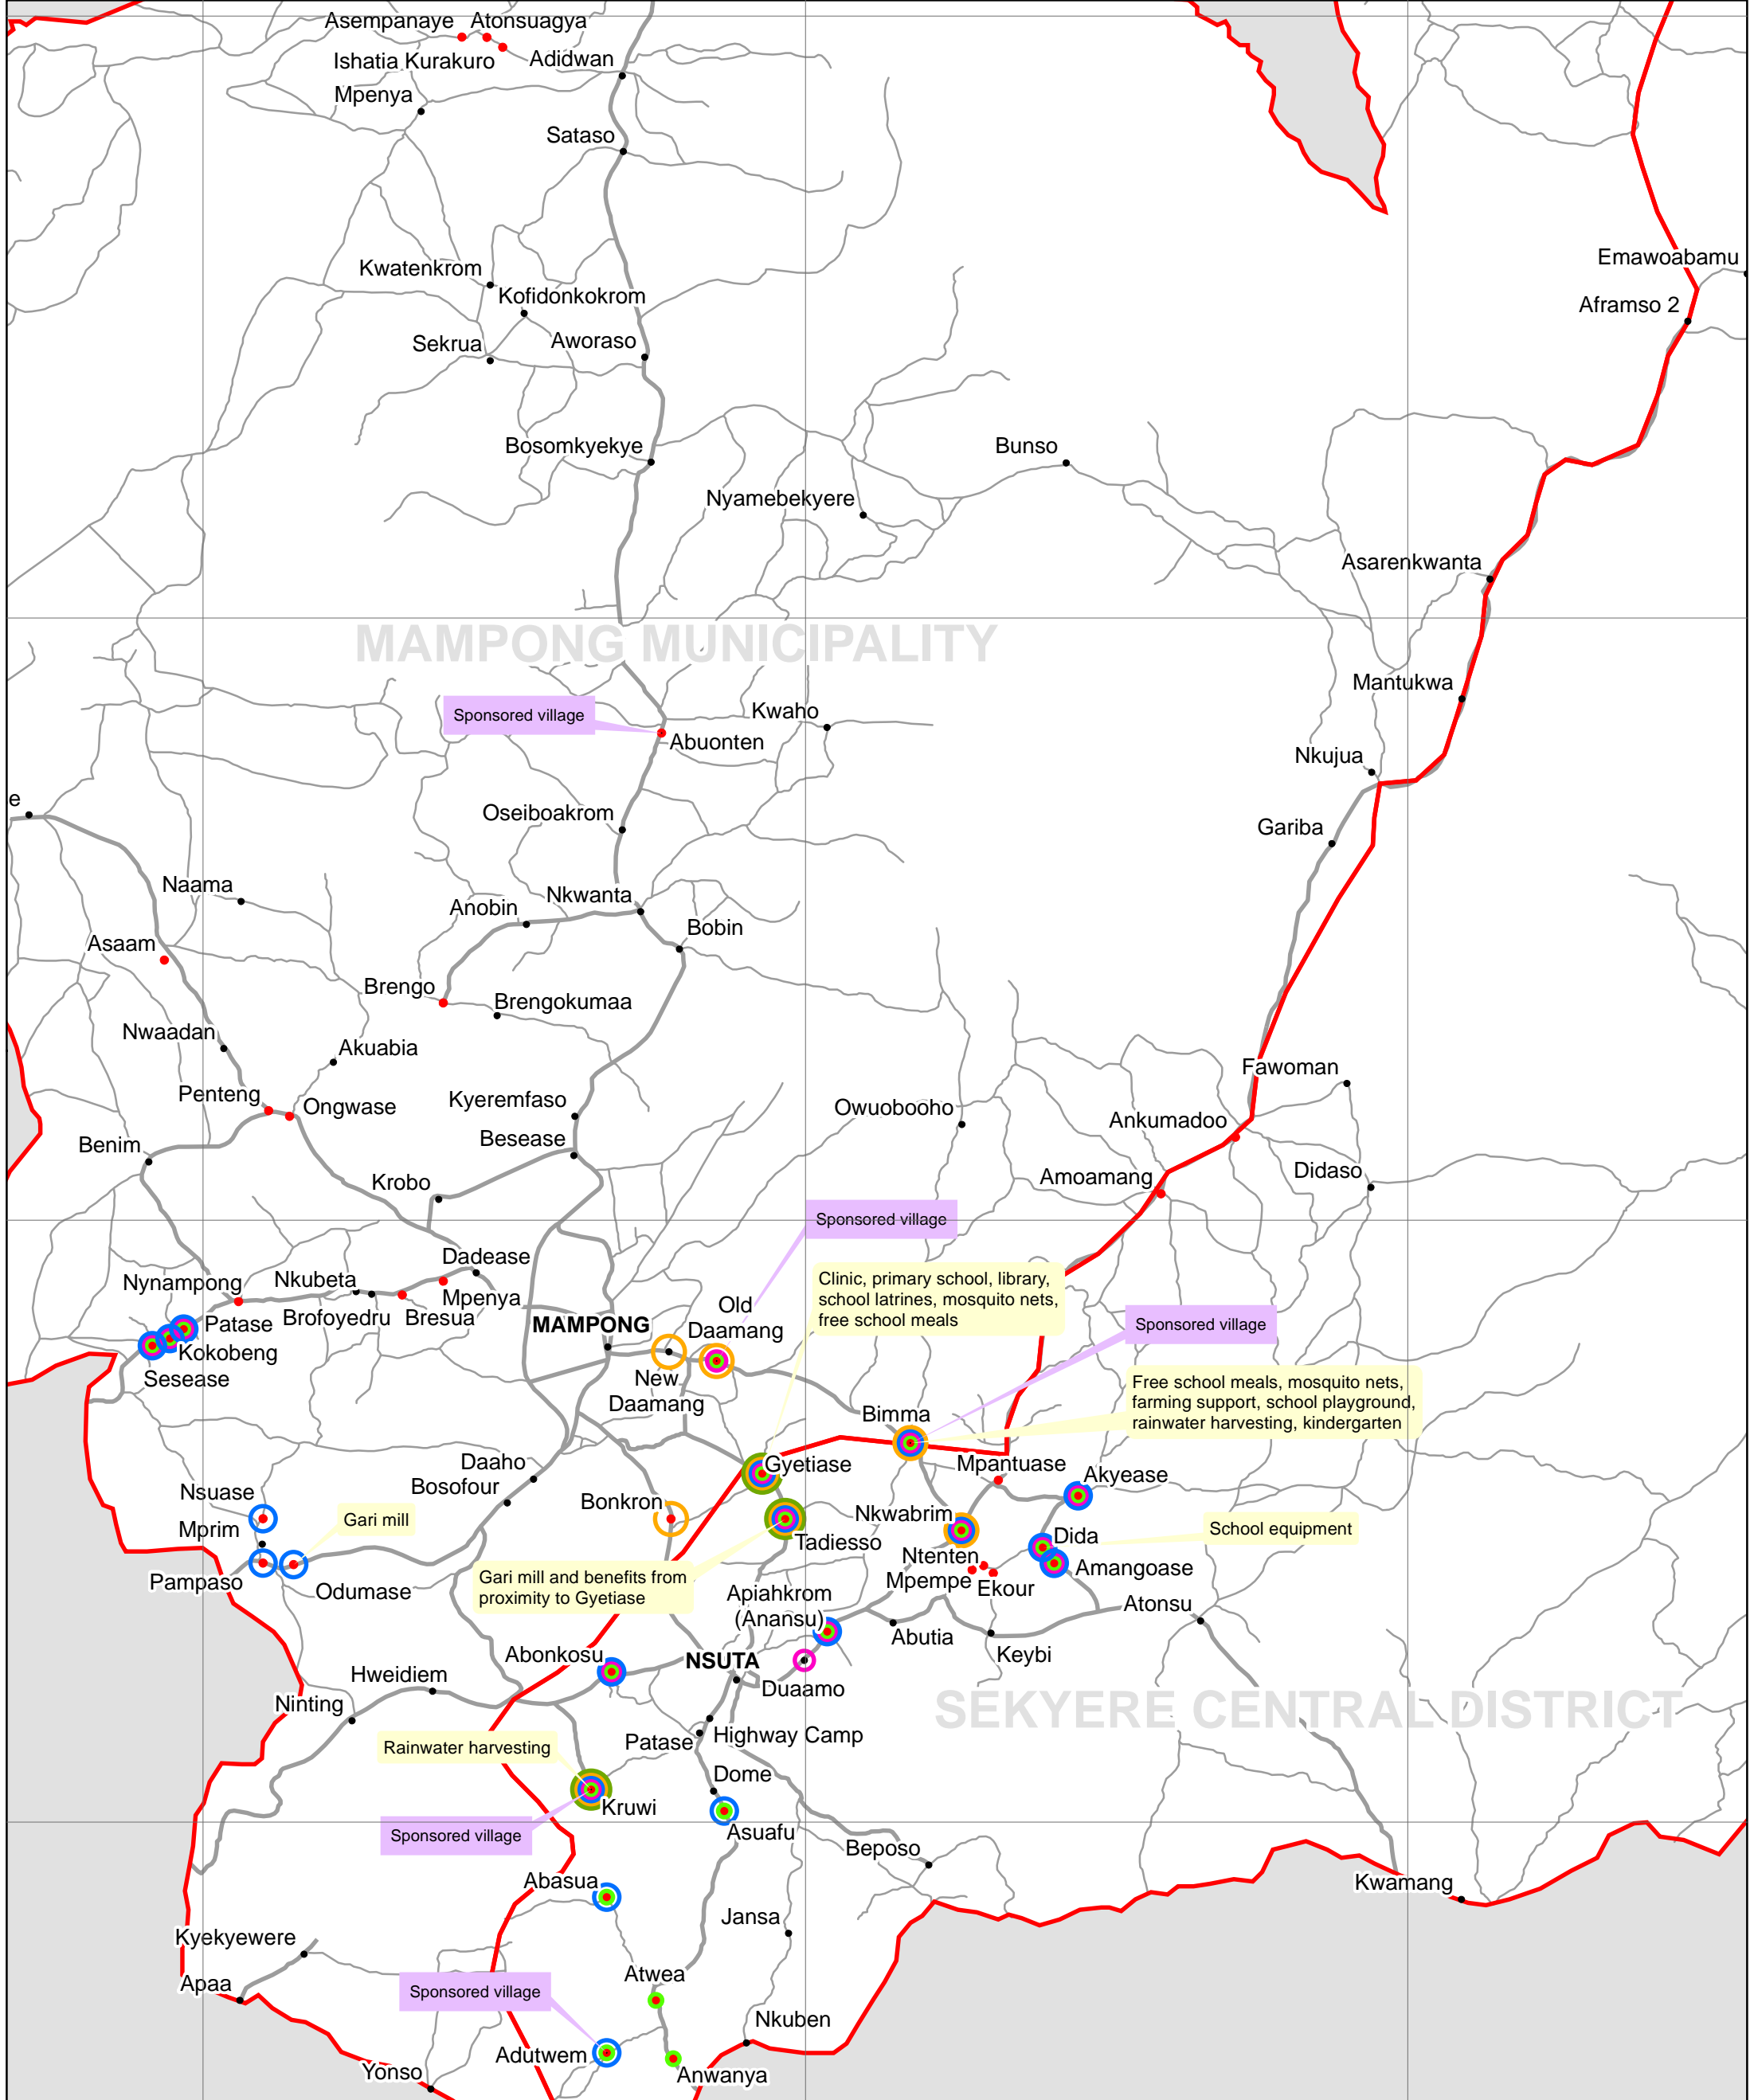 Asempanaye
Atonsuagya
Ishatia Kurakuro
Adidwan
Mpenya
Sataso
Emawoabamu
Kwatenkrom
Kofidonkokrom
Aframso 2
Sekrua
Aworaso
Bosomkyekye
Bunso
Nyamebekyere
Asarenkwanta
MAMPONG MUNICIPALITY
Mantukwa
Sponsored village
Kwaho
Abuonten
Nkujua
e
Oseiboakrom
Gariba
Naama
Nkwanta
Anobin
Bobin
Asaam
Brengo
Brengokumaa
Nwaadan
Akuabia
Fawoman
Penteng
Ongwase
Kyeremfaso
Owuobooho
Ankumadoo
Benim
Besease
Krobo
Amoamang
Didaso
Sponsored village
Dadease
Nynampong
Nkubeta
Mpenya
Clinic, primary school, library,
school latrines, mosquito nets,
free school meals
Old
Daamang
Patase
Brofoyedru
Bresua
MAMPONG
Sponsored village
Kokobeng
Sesease
New
Daamang
Free school meals, mosquito nets,
farming support, school playground,
rainwater harvesting, kindergarten
Bimma
Daaho
Gyetiase
Mpantuase
Akyease
Bosofour
Nsuase
Bonkron
Nkwabrim
Gari mill
School equipment
Mprim
Tadiesso
Dida
Ntenten
Pampaso
Odumase
Gari mill and benefits from
proximity to Gyetiase
Mpempe
Ekour
Amangoase
Apiahkrom
(Anansu)
Atonsu
Abutia
Keybi
Abonkosu
NSUTA
Hweidiem
Duaamo
Ninting
SEKYERE CENTRAL DISTRICT
Patase
Highway Camp
Rainwater harvesting
Dome
Kruwi
Sponsored village
Asuafu
Beposo
Abasua
Kwamang
Jansa
Kyekyewere
Atwea
Apaa
Sponsored village
Nkuben
Adutwem
Anwanya
Yonso